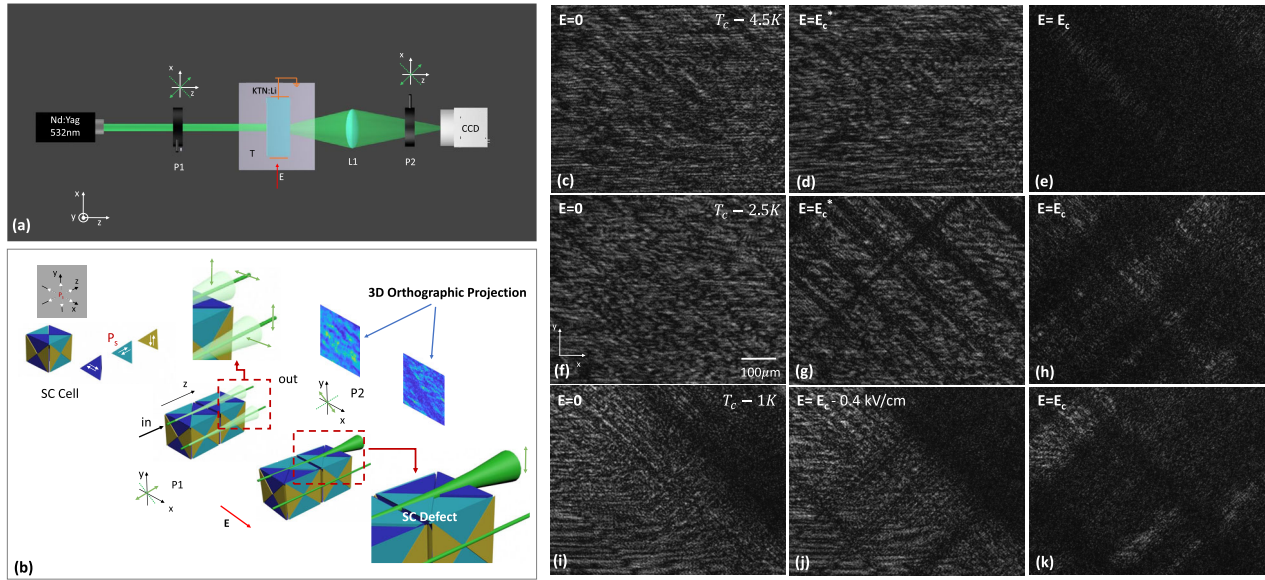 Nd:Yag
532nm
x
z
P1
KTN:Li
T
E
L1
x
z
P2
CCD
x
y
z
(a)
y
z
x
SC Cell
P_s
3D Orthographic Projection
out
z
in
y
x
P2
y
x
P1
E
SC Defect
(b)
E=0
T_c − 4.5K
(c)
E=E_c^*
(d)
E= E_c
(e)
E=0
T_c − 2.5K
y
x
100μm
(f)
E=E_c^*
(g)
E=E_c
(h)
E=0
T_c − 1K
(i)
E= E_c - 0.4 kV/cm
(j)
E=E_c
(k)